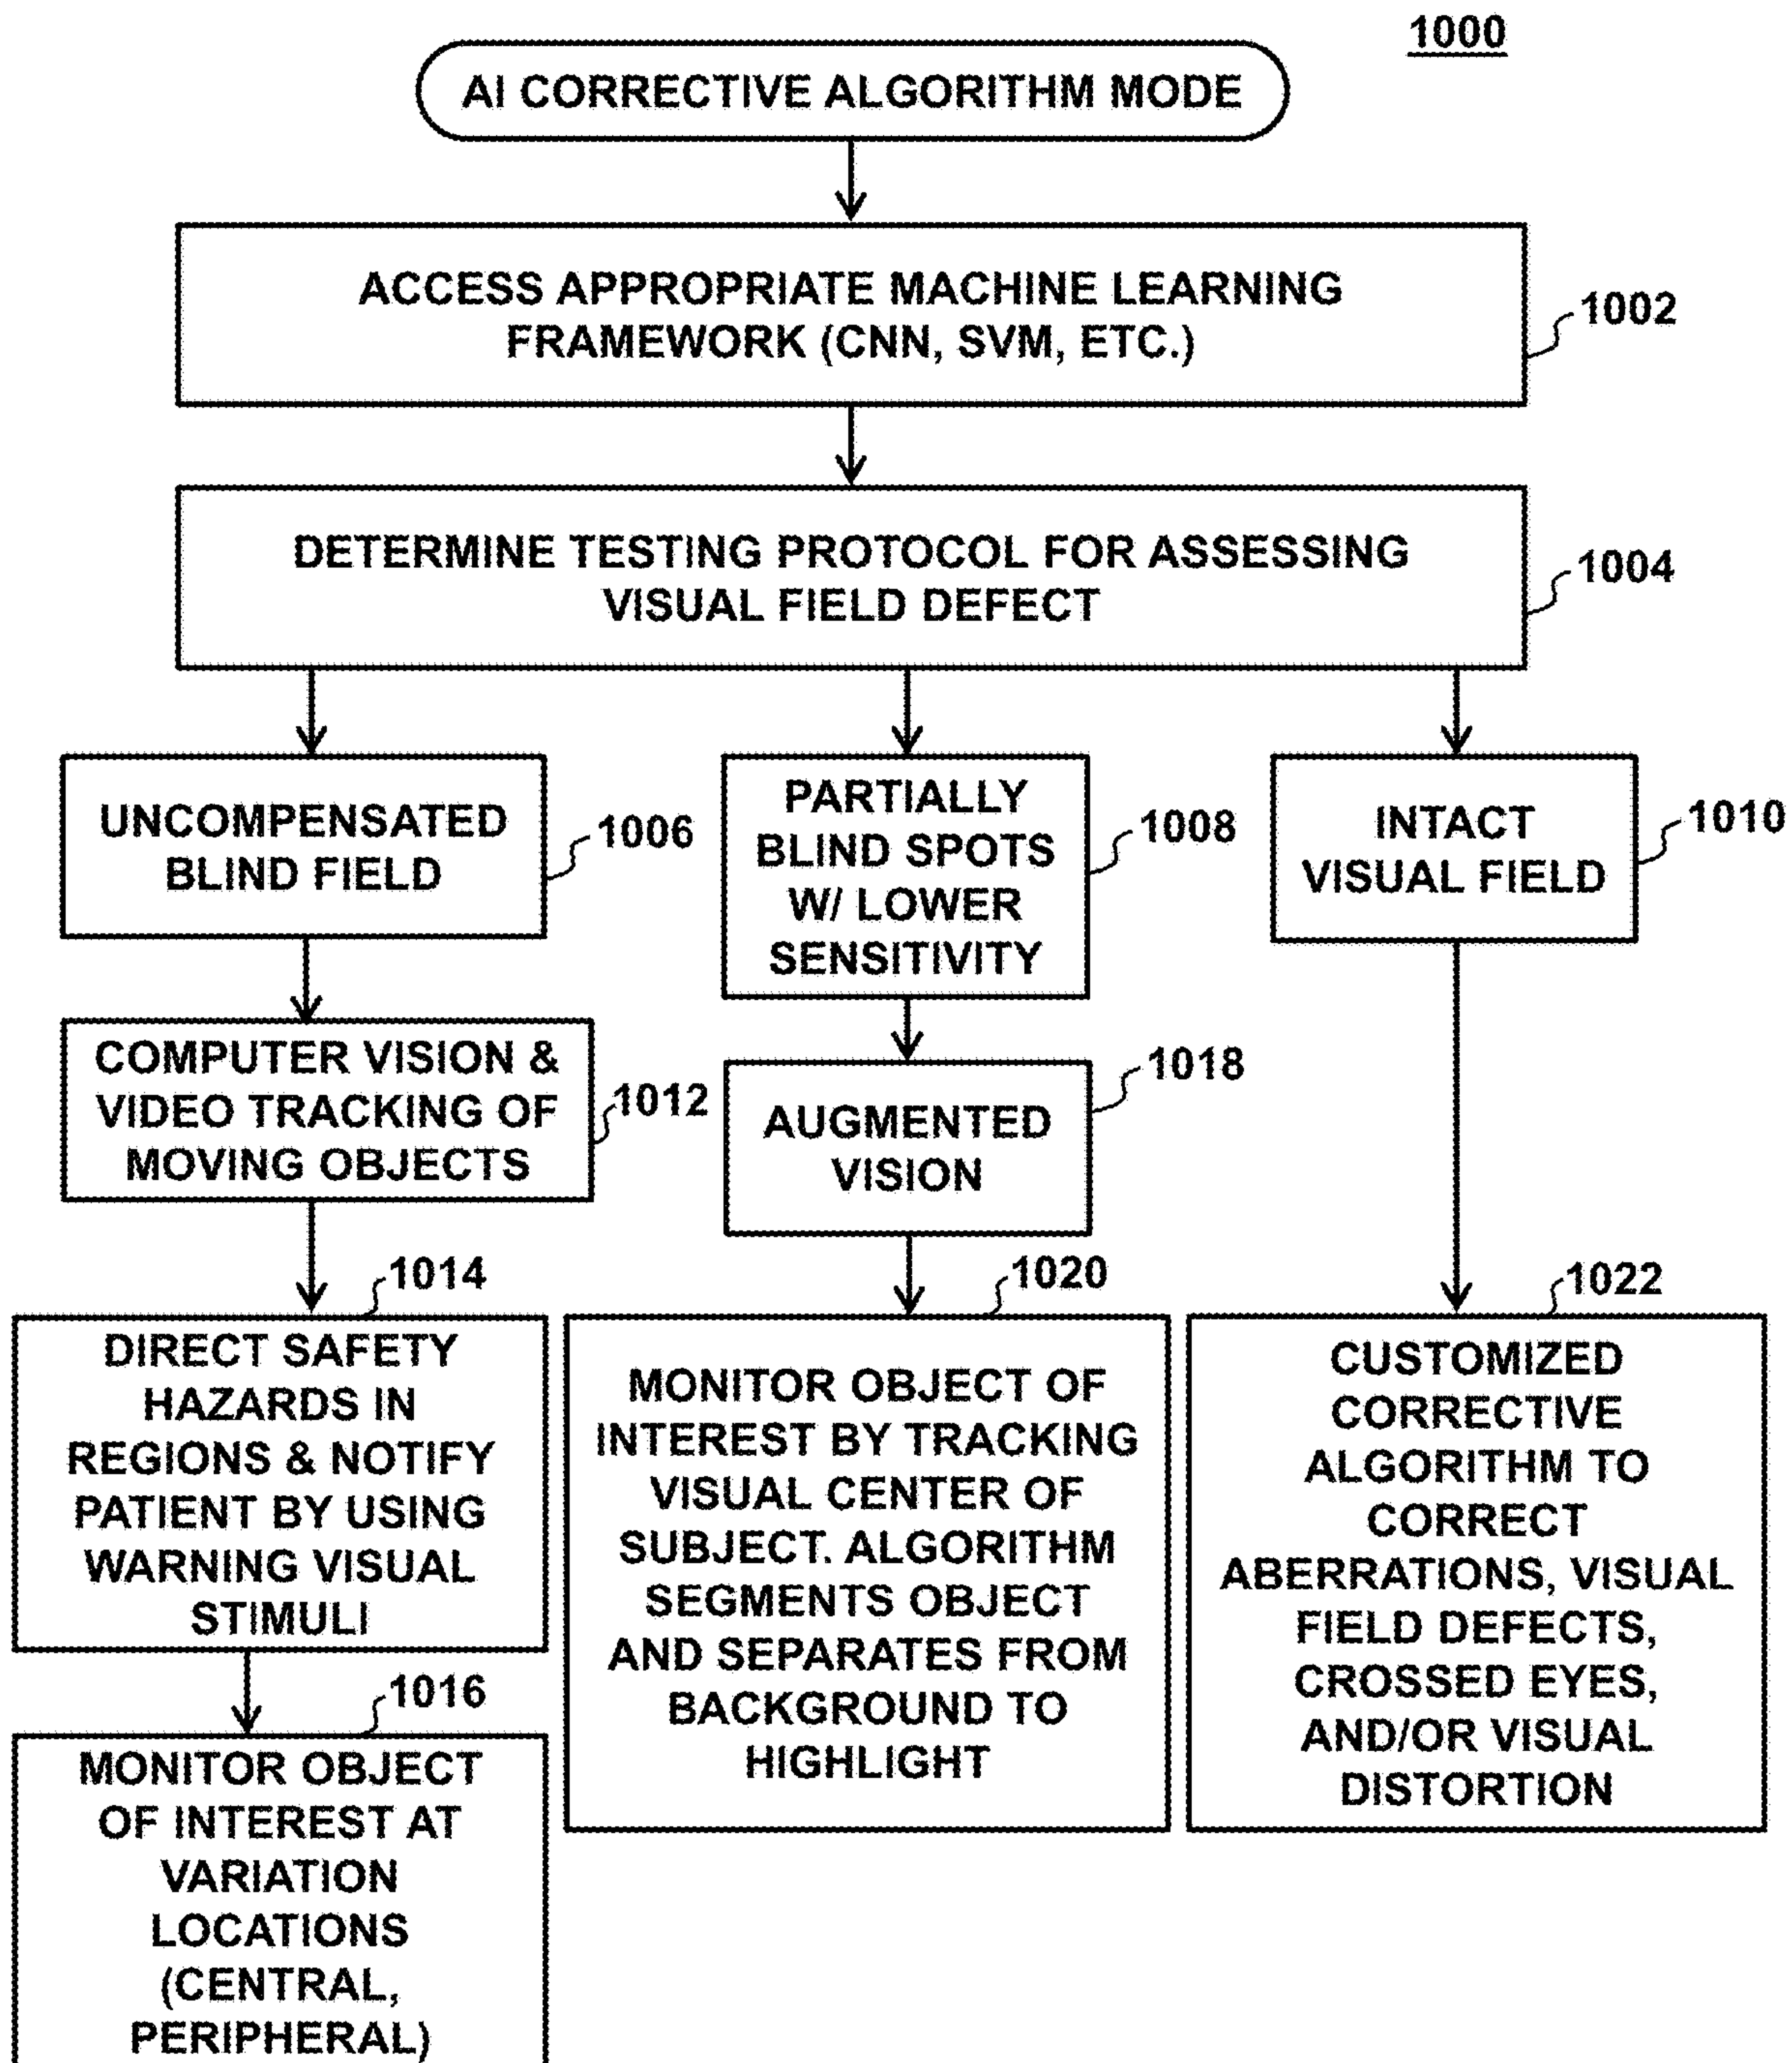 1000
AI CORRECTIVE ALGORITHM MODE
ACCESS APPROPRIATE MACHINE LEARNING
FRAMEWORK (CNN, SVM, ETC.)
1002
DETERMINE TESTING PROTOCOL FOR ASSESSING
VISUAL FIELD DEFECT
1004
UNCOMPENSATED
BLIND FIELD
1006
PARTIALLY
BLIND SPOTS
W/ LOWER
SENSITIVITY
1008
INTACT
VISUAL FIELD
1010
COMPUTER VISION &
VIDEO TRACKING OF
MOVING OBJECTS
1012
AUGMENTED
VISION
1018
1014
DIRECT SAFETY
HAZARDS IN
REGIONS & NOTIFY
PATIENT BY USING
WARNING VISUAL
STIMULI
1016
MONITOR OBJECT
OF INTEREST AT
VARIATION
LOCATIONS
(CENTRAL,
PERIPHERAL)
1020
MONITOR OBJECT OF
INTEREST BY TRACKING
VISUAL CENTER OF
SUBJECT. ALGORITHM
SEGMENTS OBJECT
AND SEPARATES FROM
BACKGROUND TO
HIGHLIGHT
1022
CUSTOMIZED
CORRECTIVE
ALGORITHM TO
CORRECT
ABERRATIONS, VISUAL
FIELD DEFECTS,
CROSSED EYES,
AND/OR VISUAL
DISTORTION